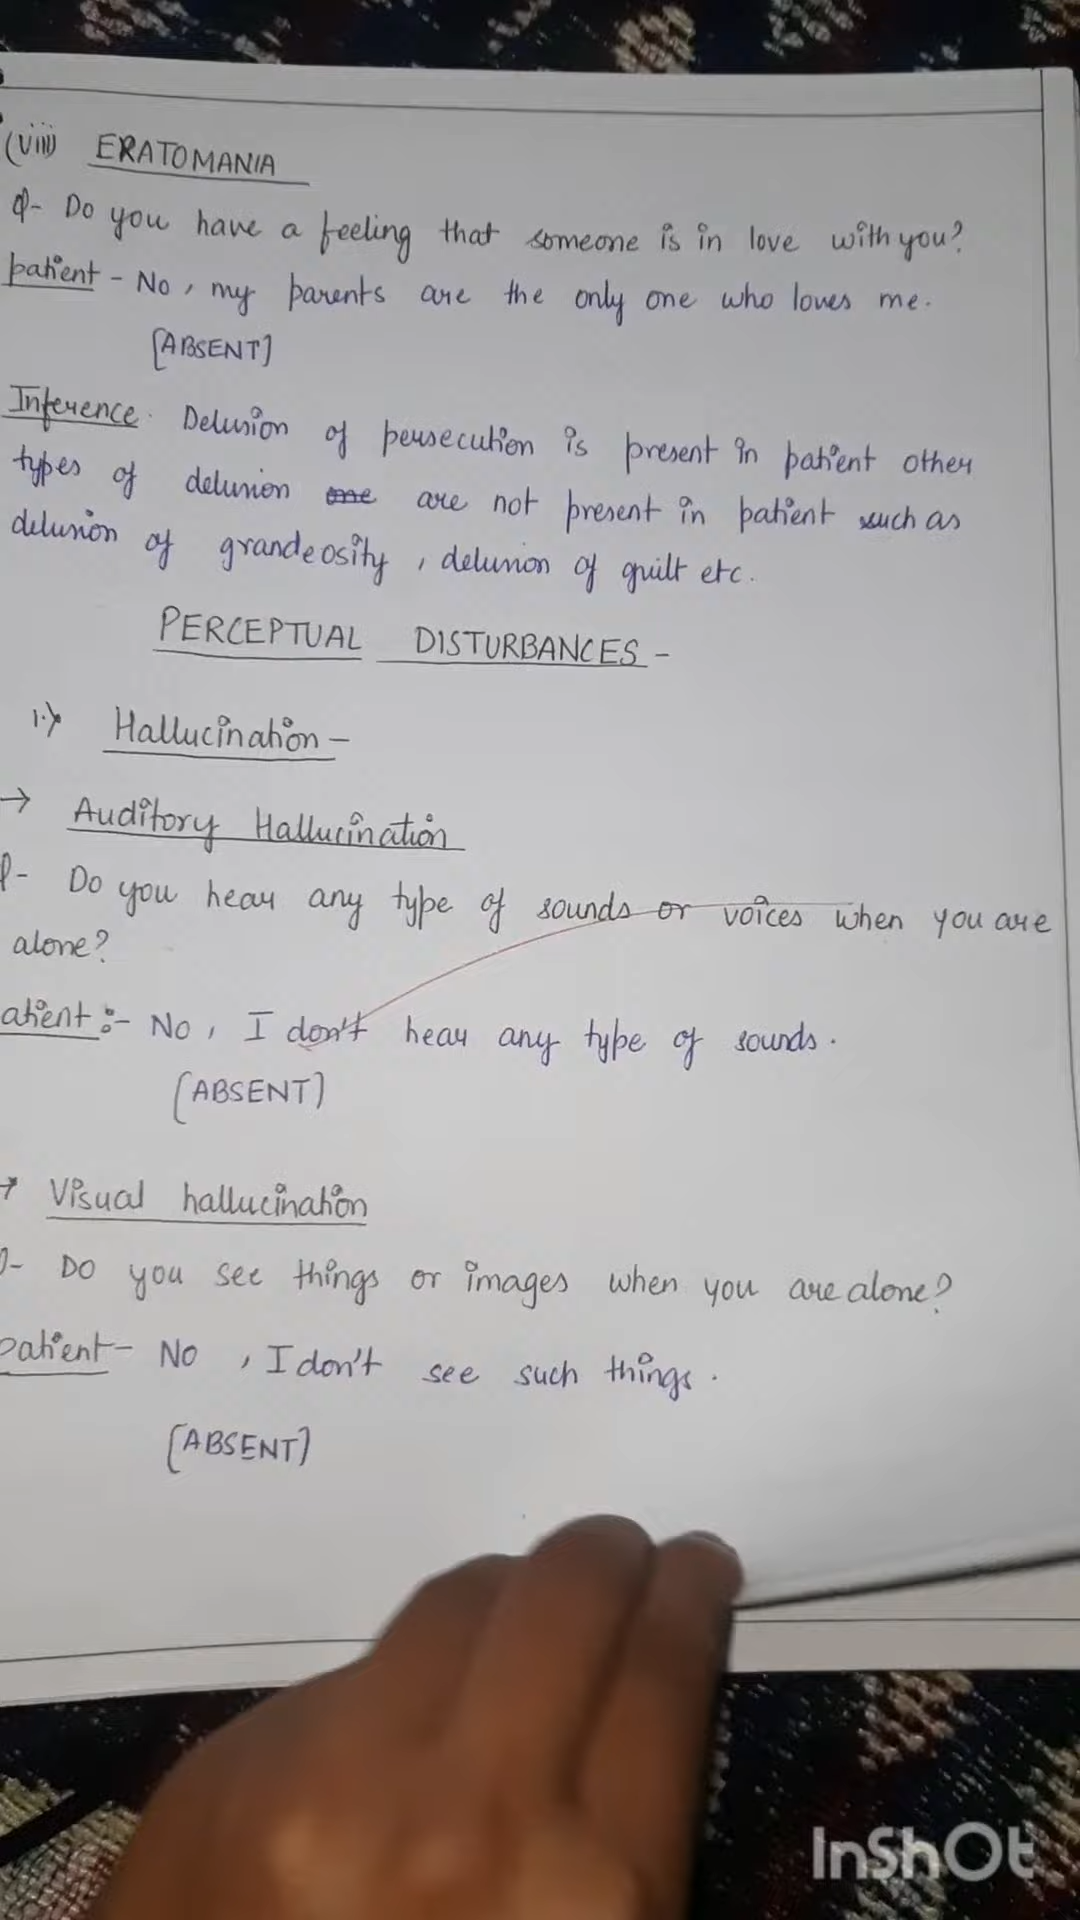 (viii) ERATOMANIA
Q- Do you have a feeling that someone is in love with you?
patient - No, my parents are the only one who loves me.
[ABSENT]
Inference. Delusion of persecution is present in patient other
types of delusion one are not present in patient such as
delusion of grandeosity, delusion of guilt etc.
PERCEPTUAL DISTURBANCES -
1.) Hallucination -
→ Auditory Hallucination
Q- Do you hear any type of sounds or voices when you are
alone?
atient :- No, I don't hear any type of sounds.
[ABSENT]
→ Visual hallucination
Q- Do you see things or images when you are alone?
patient - No, I don't see such things.
[ABSENT]
InShOt